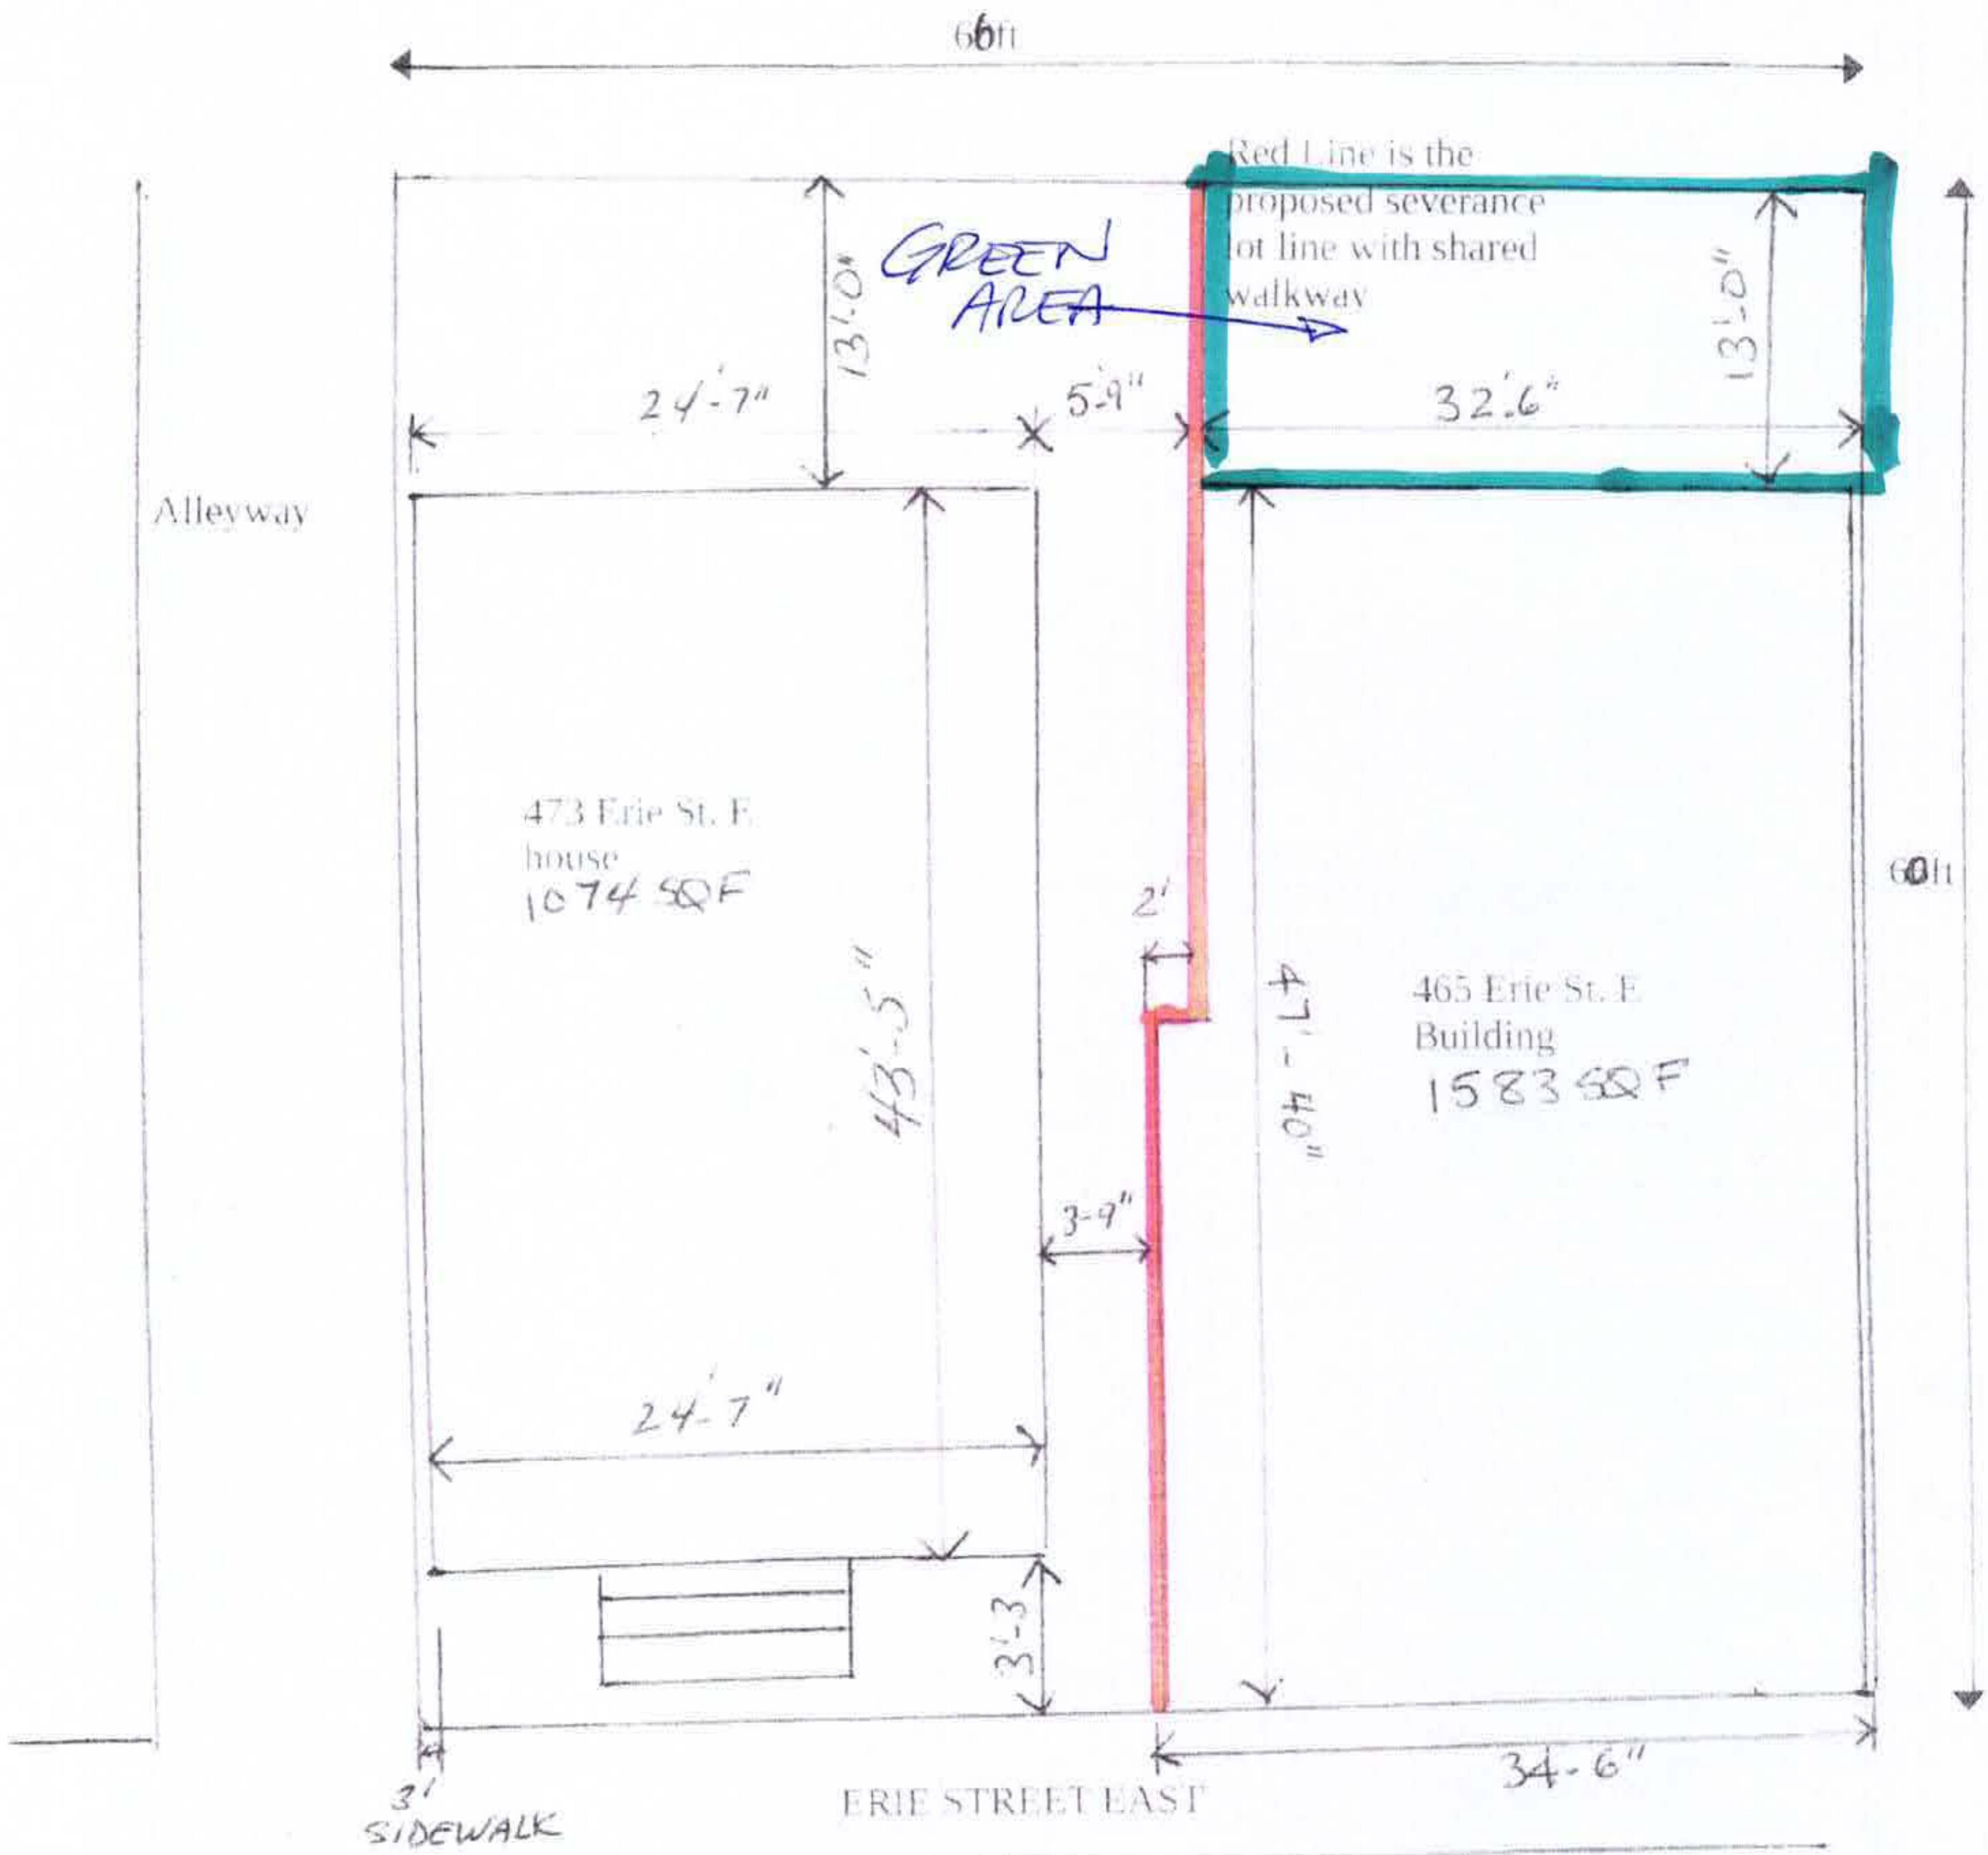 66ft
Red Line is the
proposed severance
lot line with shared
walkway
GREEN
AREA
13'-0"
13'-0"
24'-7"
5'-9"
32'.6"
Alleyway
473 Erie St. E
house
1074 SQF
2'
60ft
43'-5"
47'-40"
465 Erie St. E
Building
1583 SQF
3-9"
24'-7"
3'-3
34-6"
3'
SIDEWALK
ERIE STREET EAST